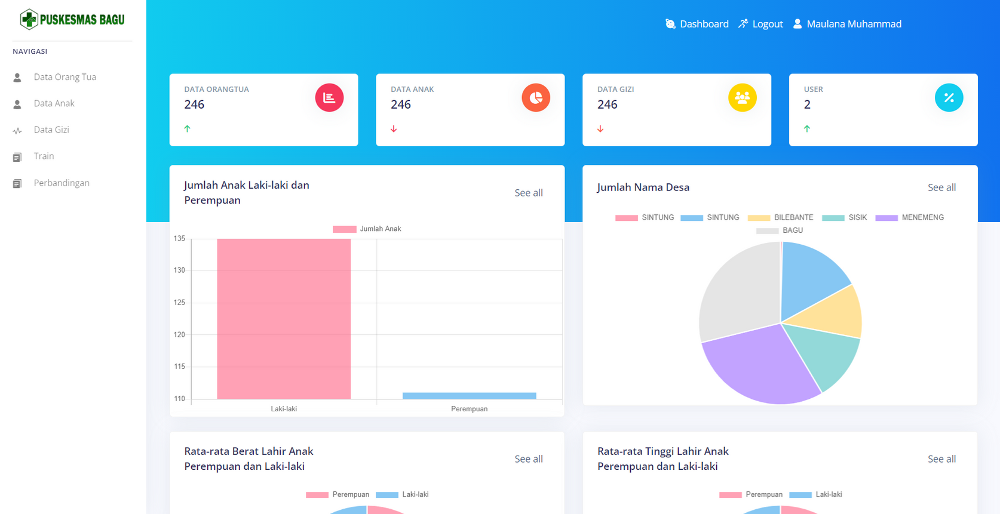 PUSKESMAS BAGU
NAVIGASI
Data Orang Tua
Data Anak
Data Gizi
Train
Perbandingan
Dashboard Logout Maulana Muhammad
DATA ORANGTUA
246
DATA ANAK
246
DATA GIZI
246
USER
2
Jumlah Anak Laki-laki dan
Perempuan
See all
Jumlah Anak
135
130
125
120
115
110
Laki-laki Perempuan
Jumlah Nama Desa
See all
SINTUNG SINTUNG BILEBANTE SISIK MENEMENG
BAGU
Rata-rata Berat Lahir Anak
Perempuan dan Laki-laki
See all
Perempuan Laki-laki
Rata-rata Tinggi Lahir Anak
Perempuan dan Laki-laki
See all
Perempuan Laki-laki